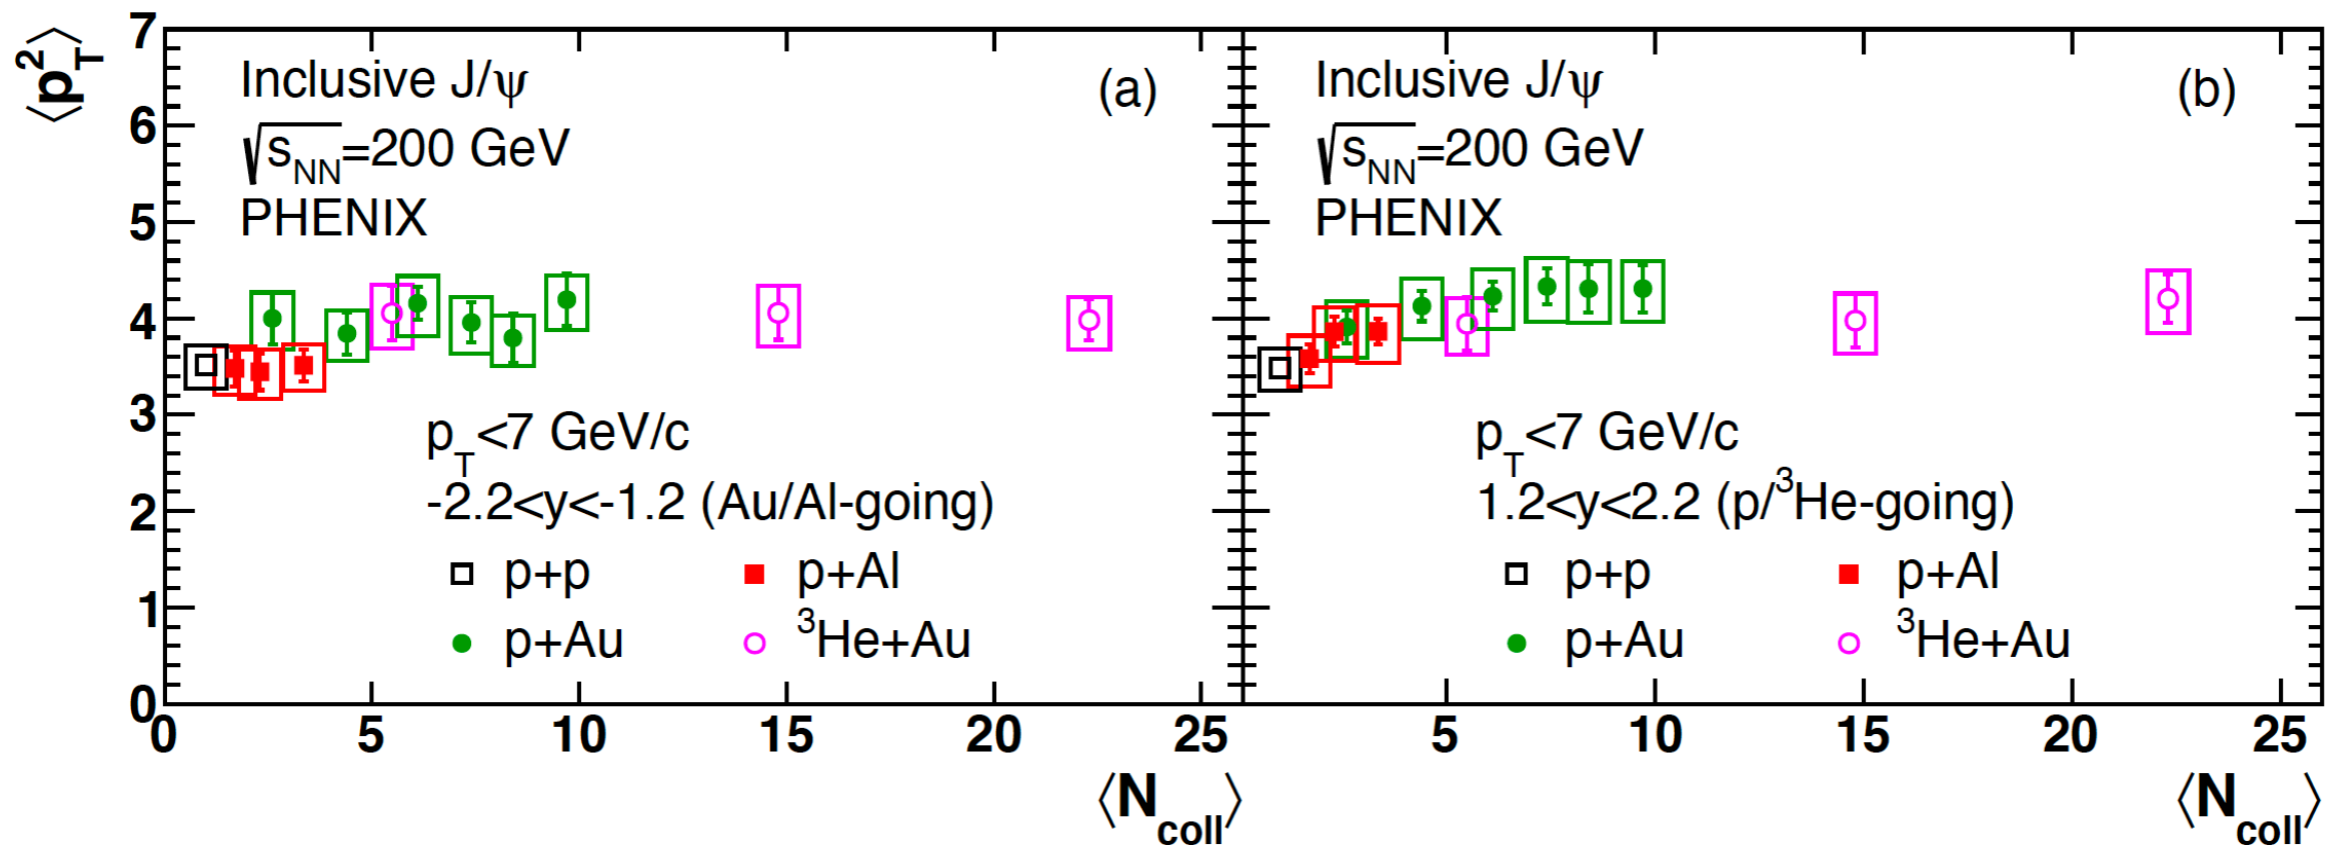 ⟨p²_T⟩
7
6
5
4
3
2
1
0
Inclusive J/ψ
(a)
√s_NN=200 GeV
PHENIX
p_T<7 GeV/c
-2.2<y<-1.2 (Au/Al-going)
p+p
p+Al
p+Au
³He+Au
0 5 10 15 20 25
⟨N_coll⟩
Inclusive J/ψ
(b)
√s_NN=200 GeV
PHENIX
p_T<7 GeV/c
1.2<y<2.2 (p/³He-going)
p+p
p+Al
p+Au
³He+Au
5 10 15 20 25
⟨N_coll⟩